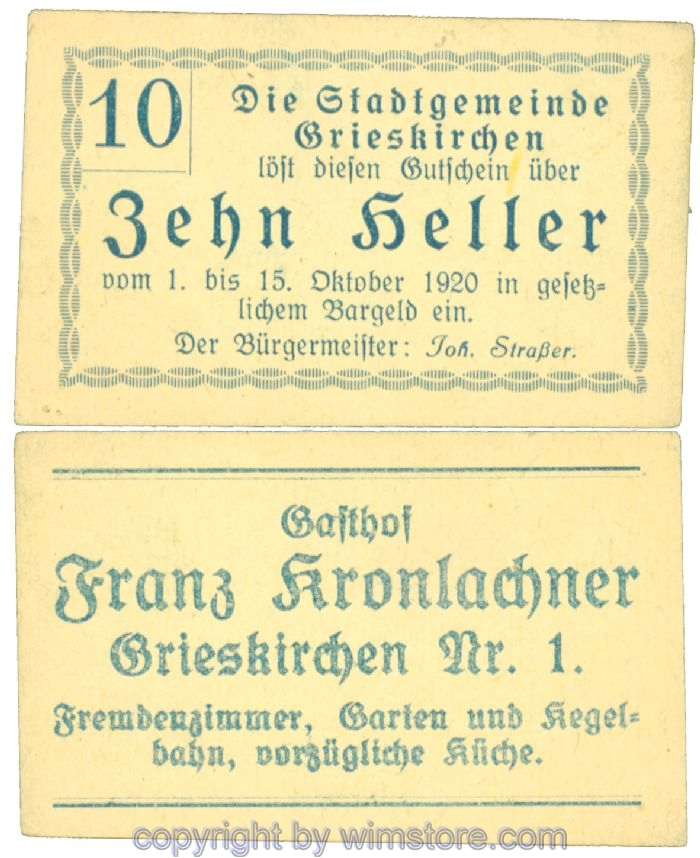 10
Die Stadtgemeinde
Grieskirchen
löst diesen Gutschein über
Zehn Heller
vom 1. bis 15. Oktober 1920 in gesetz=
lichem Bargeld ein.
Der Bürgermeister: Joh. Straßer.
Gasthof
Franz Kronlachner
Grieskirchen Nr. 1.
Fremdenzimmer, Garten und Kegel=
bahn, vorzügliche Küche.
copyright by wimstore.com